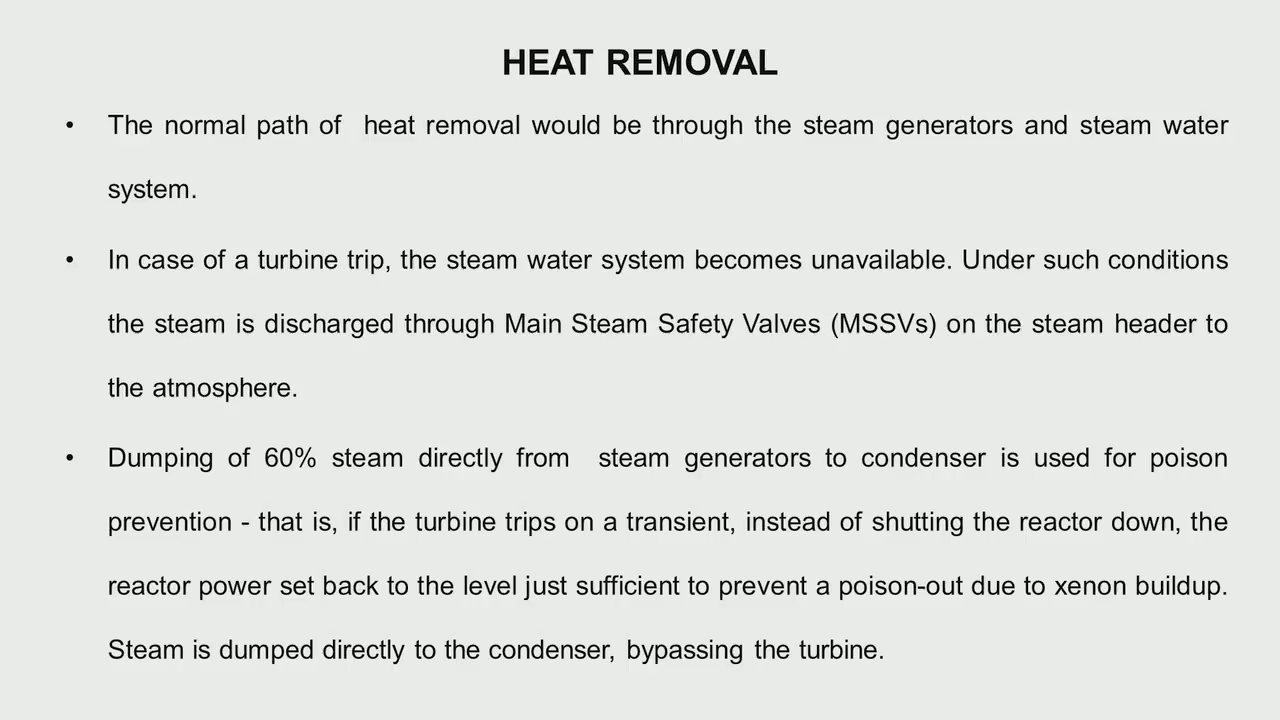 HEAT REMOVAL
• The normal path of  heat removal would be through the steam generators and steam water
system.
• In case of a turbine trip, the steam water system becomes unavailable. Under such conditions
the steam is discharged through Main Steam Safety Valves (MSSVs) on the steam header to
the atmosphere.
• Dumping of 60% steam directly from  steam generators to condenser is used for poison
prevention - that is, if the turbine trips on a transient, instead of shutting the reactor down, the
reactor power set back to the level just sufficient to prevent a poison-out due to xenon buildup.
Steam is dumped directly to the condenser, bypassing the turbine.